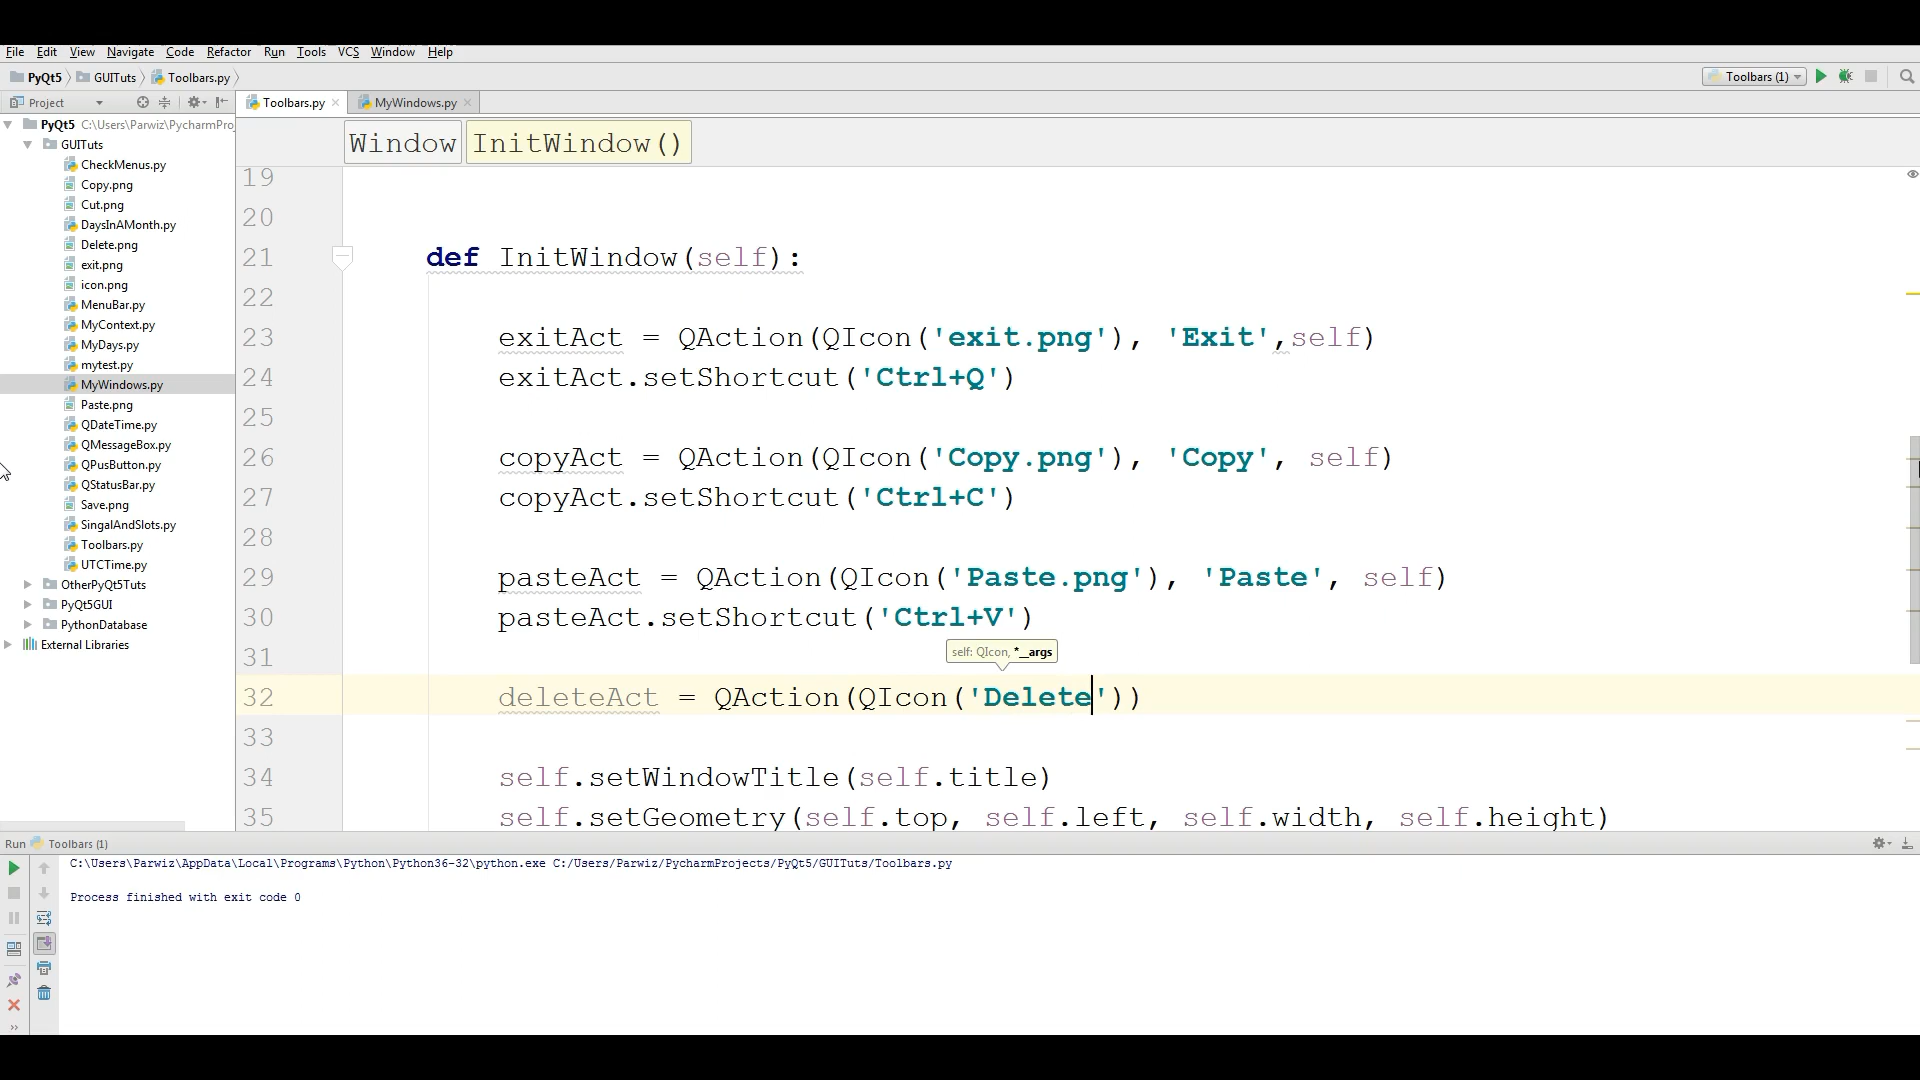 File Edit View Navigate Code Refactor Run Tools VCS Window Help
PyQt5 GUITuts Toolbars.py Toolbars (1)
Project Toolbars.py MyWindows.py
PyQt5 C:\Users\Parwiz\PycharmProj
GUITuts
CheckMenus.py
Copy.png
Cut.png
DaysInAMonth.py
Delete.png
exit.png
icon.png
MenuBar.py
MyContext.py
MyDays.py
mytest.py
MyWindows.py
Paste.png
QDateTime.py
QMessageBox.py
QPusButton.py
QStatusBar.py
Save.png
SingalAndSlots.py
Toolbars.py
UTCTime.py
OtherPyQt5Tuts
PyQt5GUI
PythonDatabase
External Libraries
Window InitWindow()
19
20
21 def InitWindow(self):
22
23 exitAct = QAction(QIcon('exit.png'), 'Exit',self)
24 exitAct.setShortcut('Ctrl+Q')
25
26 copyAct = QAction(QIcon('Copy.png'), 'Copy', self)
27 copyAct.setShortcut('Ctrl+C')
28
29 pasteAct = QAction(QIcon('Paste.png'), 'Paste', self)
30 pasteAct.setShortcut('Ctrl+V')
31
self: QIcon, *__args
32 deleteAct = QAction(QIcon('Delete'))
33
34 self.setWindowTitle(self.title)
35 self.setGeometry(self.top, self.left, self.width, self.height)
Run Toolbars (1)
C:\Users\Parwiz\AppData\Local\Programs\Python\Python36-32\python.exe C:/Users/Parwiz/PycharmProjects/PyQt5/GUITuts/Toolbars.py
Process finished with exit code 0